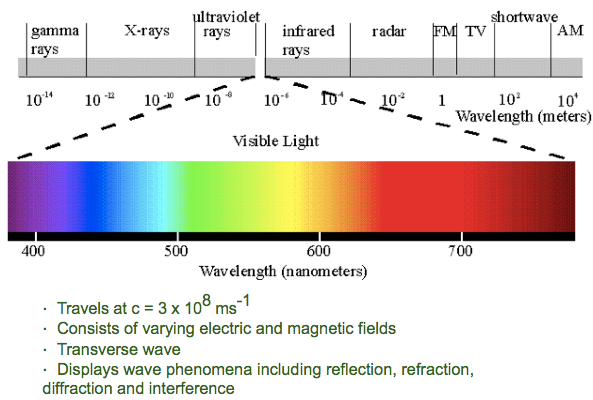 ultraviolet shortwave
gamma X-rays rays infrared radar FM TV AM
rays rays
10-14 10-12 10-10 10-8 10-6 10-4 10-2 1 102 104
Wavelength (meters)
Visible Light
400 500 600 700
Wavelength (nanometers)
· Travels at c = 3 x 108 ms-1
· Consists of varying electric and magnetic fields
· Transverse wave
· Displays wave phenomena including reflection, refraction,
diffraction and interference